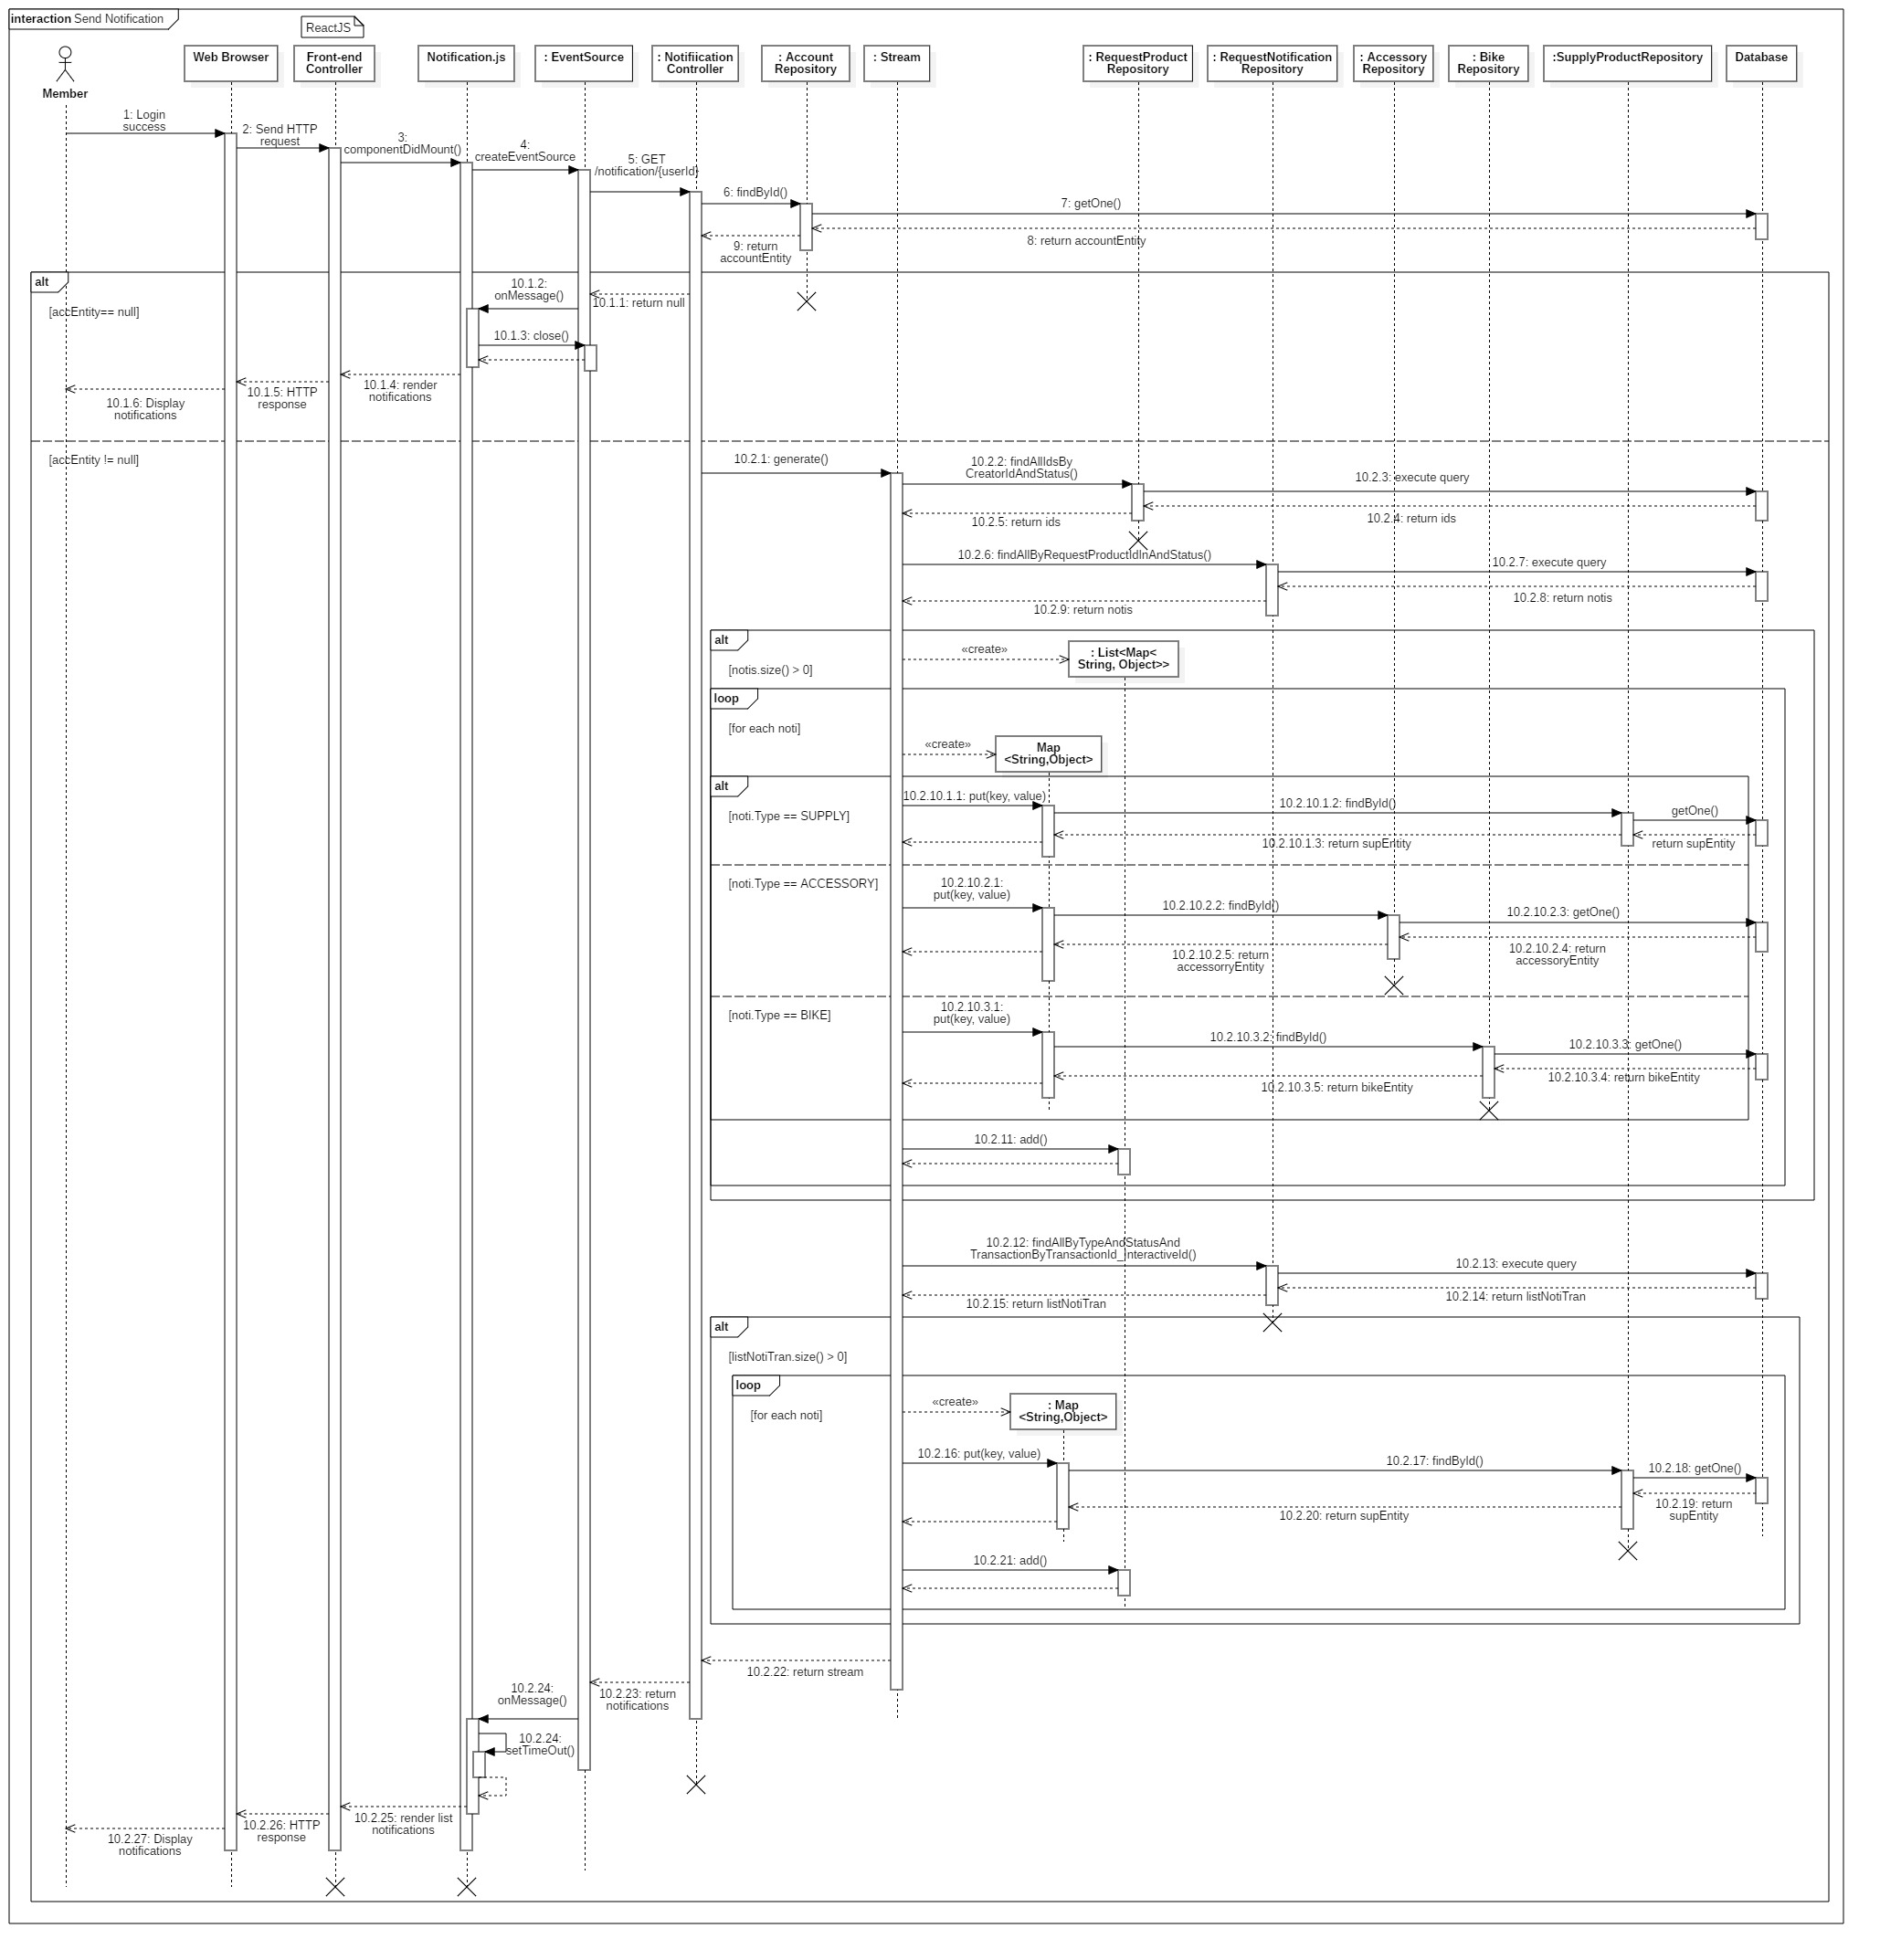 interaction Send Notification
ReactJS
Member
Web Browser
Front-end
Controller
Notification.js
: EventSource
: Notifiication
Controller
: Account
Repository
: Stream
: RequestProduct
Repository
: RequestNotification
Repository
: Accessory
Repository
: Bike
Repository
:SupplyProductRepository
Database
1: Login
success
2: Send HTTP
request
3:
componentDidMount()
4:
createEventSource
5: GET
/notification/{userId}
6: findById()
7: getOne()
8: return accountEntity
9: return
accountEntity
alt
[accEntity== null]
10.1.1: return null
10.1.2:
onMessage()
10.1.3: close()
10.1.4: render
notifications
10.1.5: HTTP
response
10.1.6: Display
notifications
[accEntity != null]
10.2.1: generate()
10.2.2: findAllIdsBy
CreatorIdAndStatus()
10.2.3: execute query
10.2.4: return ids
10.2.5: return ids
10.2.6: findAllByRequestProductIdInAndStatus()
10.2.7: execute query
10.2.8: return notis
10.2.9: return notis
alt
[notis.size() > 0]
«create»
: List<Map<
String, Object>>
loop
[for each noti]
«create»
Map
<String,Object>
alt
[noti.Type == SUPPLY]
10.2.10.1.1: put(key, value)
10.2.10.1.2: findById()
getOne()
return supEntity
10.2.10.1.3: return supEntity
[noti.Type == ACCESSORY]
10.2.10.2.1:
put(key, value)
10.2.10.2.2: findById()
10.2.10.2.3: getOne()
10.2.10.2.4: return
accessoryEntity
10.2.10.2.5: return
accessorryEntity
[noti.Type == BIKE]
10.2.10.3.1:
put(key, value)
10.2.10.3.2: findById()
10.2.10.3.3: getOne()
10.2.10.3.4: return bikeEntity
10.2.10.3.5: return bikeEntity
10.2.11: add()
10.2.12: findAllByTypeAndStatusAnd
TransactionByTransactionId_InteractiveId()
10.2.13: execute query
10.2.14: return listNotiTran
10.2.15: return listNotiTran
alt
[listNotiTran.size() > 0]
loop
[for each noti]
«create»
: Map
<String,Object>
10.2.16: put(key, value)
10.2.17: findById()
10.2.18: getOne()
10.2.19: return
supEntity
10.2.20: return supEntity
10.2.21: add()
10.2.22: return stream
10.2.23: return
notifications
10.2.24:
onMessage()
10.2.24:
setTimeOut()
10.2.25: render list
notifications
10.2.26: HTTP
response
10.2.27: Display
notifications